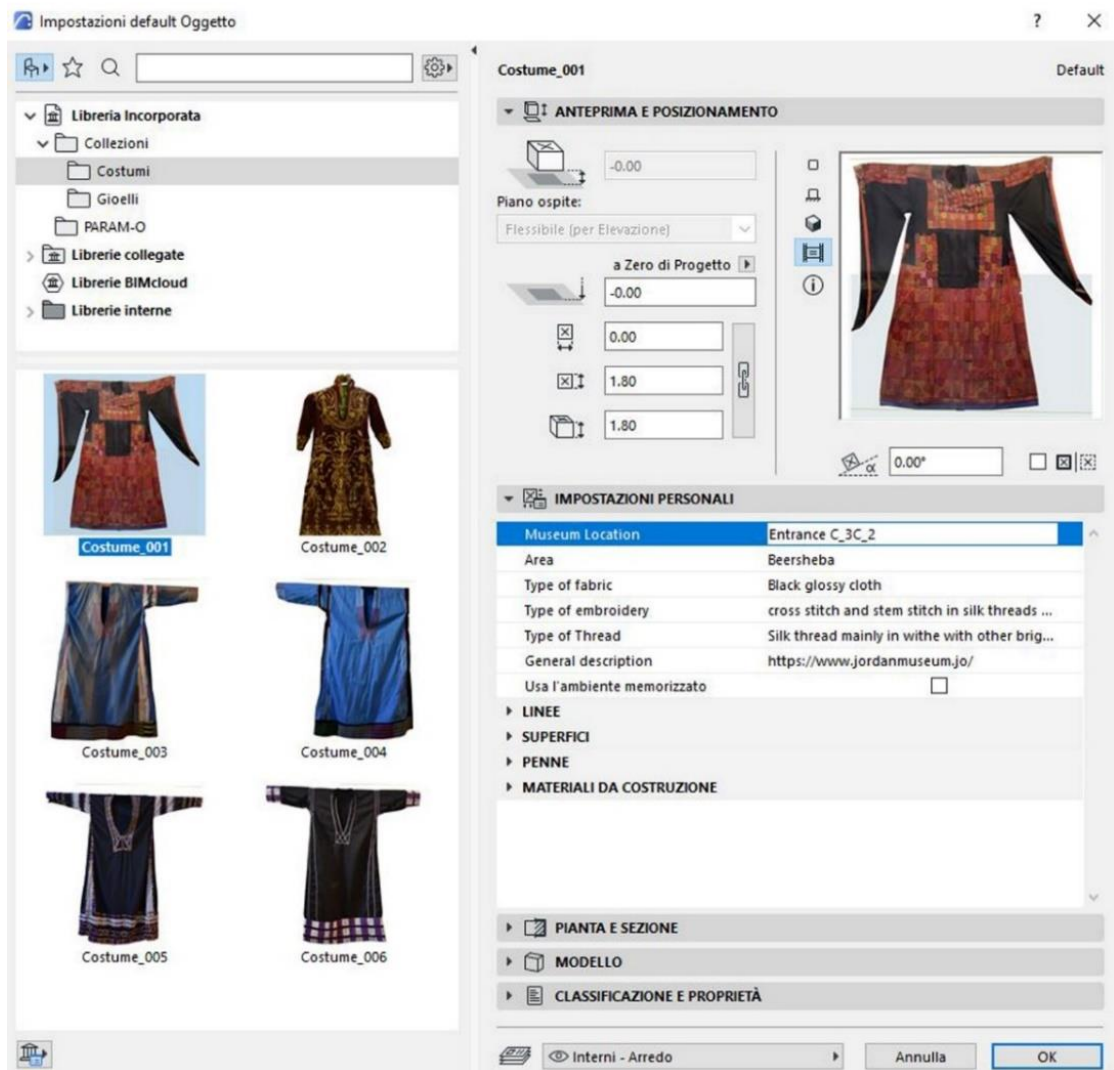 Impostazioni default Oggetto
Libreria Incorporata
Collezioni
Costumi
Gioelli
PARAM-O
Librerie collegate
Librerie BIMcloud
Librerie interne
Costume_001
Costume_002
Costume_003
Costume_004
Costume_005
Costume_006
Costume_001 Default
ANTEPRIMA E POSIZIONAMENTO
-0.00
Piano ospite:
Flessibile (per Elevazione)
a Zero di Progetto
-0.00
0.00
1.80
1.80
α 0.00°
IMPOSTAZIONI PERSONALI
Museum Location Entrance C_3C_2
Area Beersheba
Type of fabric Black glossy cloth
Type of embroidery cross stitch and stem stitch in silk threads ...
Type of Thread Silk thread mainly in withe with other brig...
General description https://www.jordanmuseum.jo/
Usa l'ambiente memorizzato
LINEE
SUPERFICI
PENNE
MATERIALI DA COSTRUZIONE
PIANTA E SEZIONE
MODELLO
CLASSIFICAZIONE E PROPRIETÀ
Interni - Arredo
Annulla
OK